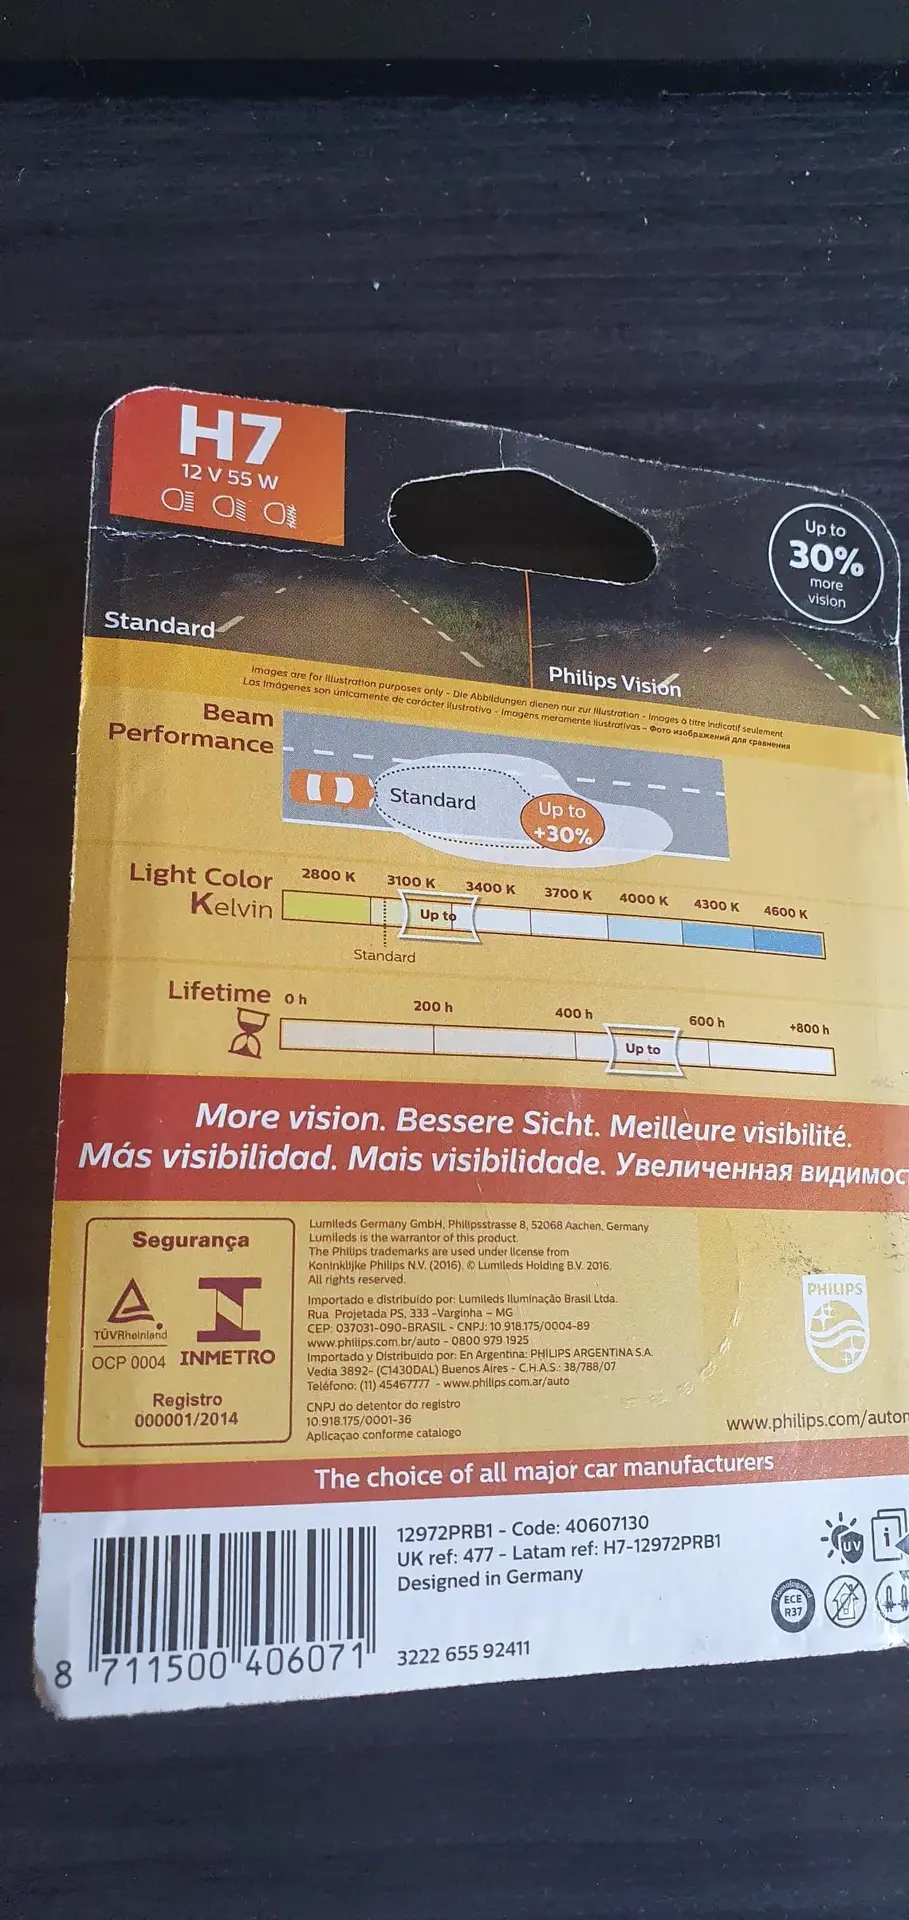 H7
12 V 55 W
Up to
30%
more
vision
Standard
Philips Vision
Images are for illustration purposes only - Die Abbildungen dienen nur zur Illustration - Images à titre indicatif seulement
Las Imágenes son únicamente de carácter ilustrativo - Imagens meramente ilustrativas - Фото изображений для сравнения
Beam
Performance
Standard
Up to
+30%
Light Color
Kelvin
2800 K 3100 K 3400 K 3700 K 4000 K 4300 K 4600 K
Up to
Standard
Lifetime
0 h 200 h 400 h 600 h +800 h
Up to
More vision. Bessere Sicht. Meilleure visibilité.
Más visibilidad. Mais visibilidade. Увеличенная видимос
Segurança
TÜVRheinland
OCP 0004
INMETRO
Registro
000001/2014
Lumileds Germany GmbH, Philipsstrasse 8, 52068 Aachen, Germany
Lumileds is the warrantor of this product.
The Philips trademarks are used under license from
Koninklijke Philips N.V. (2016). © Lumileds Holding B.V. 2016.
All rights reserved.
Importado e distribuído por: Lumileds Iluminação Brasil Ltda.
Rua Projetada PS, 333 -Varginha – MG
CEP: 037031-090-BRASIL - CNPJ: 10 918.175/0004-89
www.philips.com.br/auto - 0800 979 1925
Importado y Distribuido por: En Argentina: PHILIPS ARGENTINA S.A.
Vedia 3892- (C1430DAL) Buenos Aires - C.H.A.S.: 38/788/07
Teléfono: (11) 45467777 - www.philips.com.ar/auto
CNPJ do detentor do registro
10.918.175/0001-36
Aplicaçao conforme catalogo
PHILIPS
www.philips.com/autom
The choice of all major car manufacturers
12972PRB1 - Code: 40607130
UK ref: 477 - Latam ref: H7-12972PRB1
Designed in Germany
3222 655 92411
8 711500 406071
UV
i
Homologated
ECE
R37